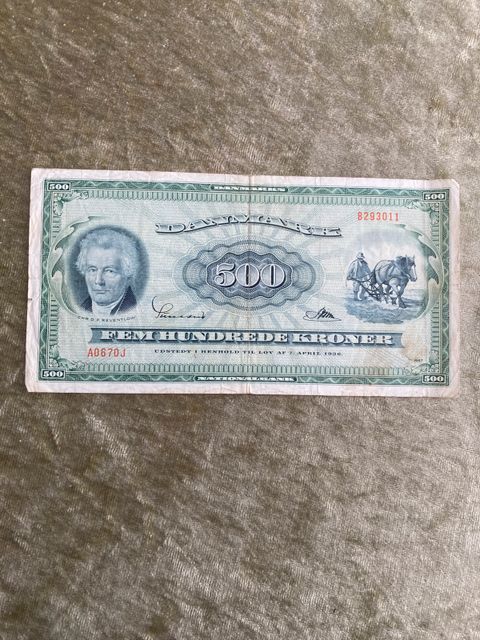 500 DANMARKS 500
DANMARK
8293011
500
CHR. D. F. REVENTLOW
FEM HUNDREDE KRONER
A0670J
UDSTEDT I HENHOLD TIL LOV AF 7. APRIL 1936
500 NATIONALBANK 500